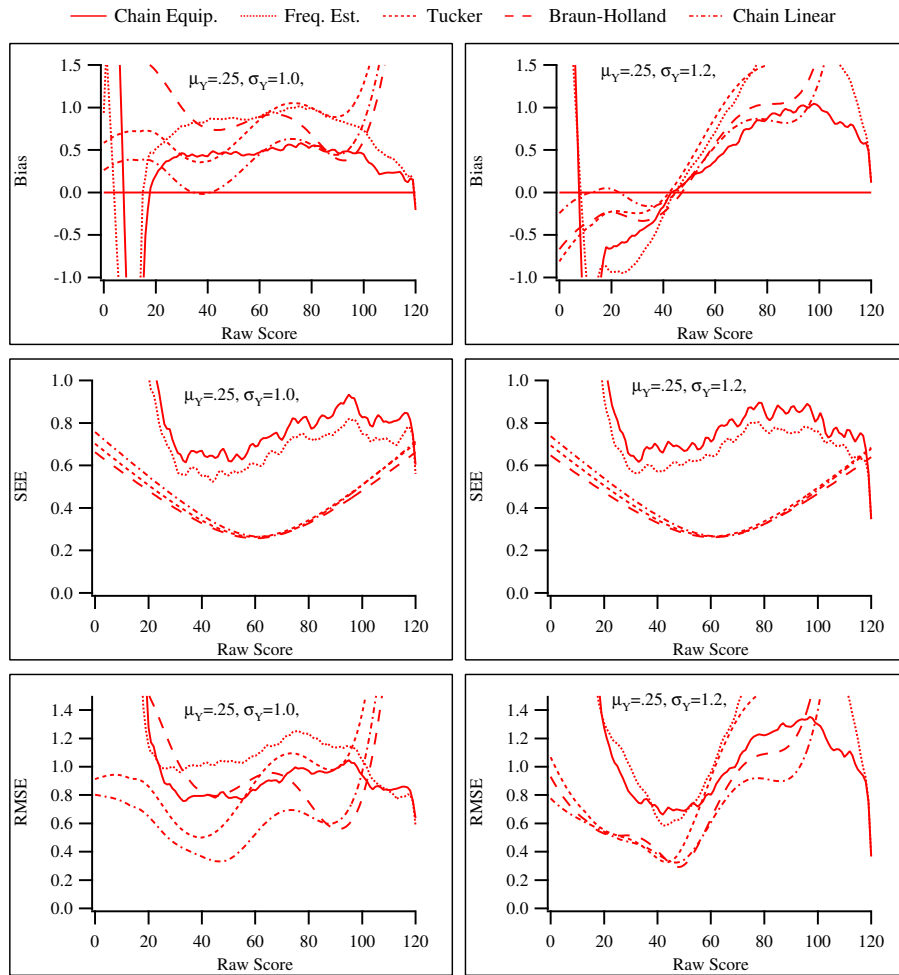 Chain Equip. Freq. Est. Tucker Braun-Holland Chain Linear
μY=.25, σY=1.0,
1.5
1.0
0.5
0.0
-0.5
-1.0
Bias
0 20 40 60 80 100 120
Raw Score
μY=.25, σY=1.2,
1.5
1.0
0.5
0.0
-0.5
-1.0
Bias
0 20 40 60 80 100 120
Raw Score
μY=.25, σY=1.0,
1.0
0.8
0.6
0.4
0.2
0.0
SEE
0 20 40 60 80 100 120
Raw Score
μY=.25, σY=1.2,
1.0
0.8
0.6
0.4
0.2
0.0
SEE
0 20 40 60 80 100 120
Raw Score
μY=.25, σY=1.0,
1.4
1.2
1.0
0.8
0.6
0.4
0.2
0.0
RMSE
0 20 40 60 80 100 120
Raw Score
μY=.25, σY=1.2,
1.4
1.2
1.0
0.8
0.6
0.4
0.2
0.0
RMSE
0 20 40 60 80 100 120
Raw Score